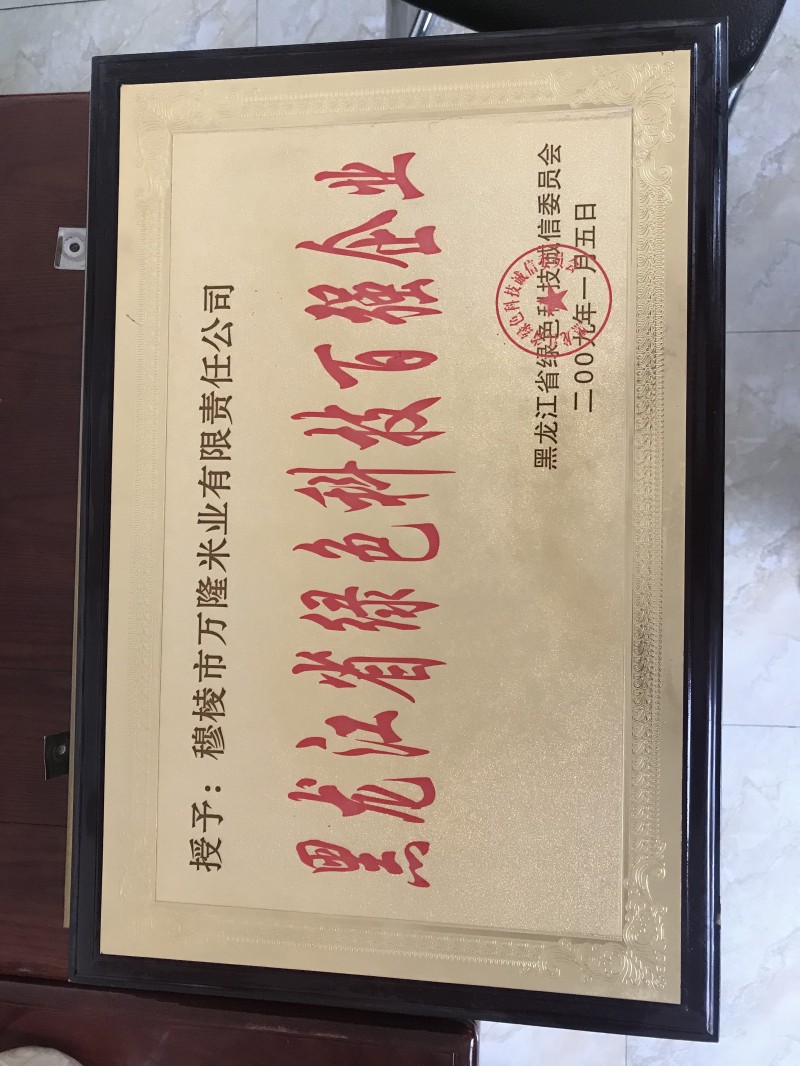 授予：穆棱市万隆米业有限责任公司
黑龙江省绿色科技百强企业
黑龙江省绿色科技诚信委员会
二00九年一月五日